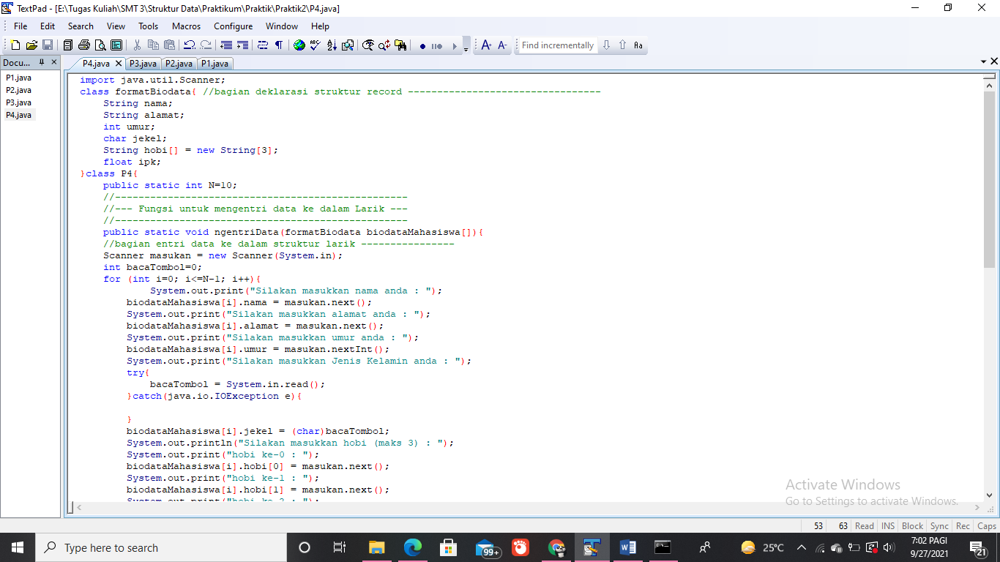 TextPad - [E:\Tugas Kuliah\SMT 3\Struktur Data\Praktikum\Praktik\Praktik2\P4.java]
File Edit Search View Tools Macros Configure Window Help
Find incrementally
Docu...
P4.java P3.java P2.java P1.java
P1.java
P2.java
P3.java
P4.java
import java.util.Scanner;
class formatBiodata{ //bagian deklarasi struktur record ---------------------------------
String nama;
String alamat;
int umur;
char jekel;
String hobi[] = new String[3];
float ipk;
}class P4{
public static int N=10;
//--------------------------------------------------
//--- Fungsi untuk mengentri data ke dalam Larik ---
//--------------------------------------------------
public static void ngentriData(formatBiodata biodataMahasiswa[]){
//bagian entri data ke dalam struktur larik ----------------
Scanner masukan = new Scanner(System.in);
int bacaTombol=0;
for (int i=0; i<=N-1; i++){
System.out.print("Silakan masukkan nama anda : ");
biodataMahasiswa[i].nama = masukan.next();
System.out.print("Silakan masukkan alamat anda : ");
biodataMahasiswa[i].alamat = masukan.next();
System.out.print("Silakan masukkan umur anda : ");
biodataMahasiswa[i].umur = masukan.nextInt();
System.out.print("Silakan masukkan Jenis Kelamin anda : ");
try{
bacaTombol = System.in.read();
}catch(java.io.IOException e){
}
biodataMahasiswa[i].jekel = (char)bacaTombol;
System.out.println("Silakan masukkan hobi (maks 3) : ");
System.out.print("hobi ke-0 : ");
biodataMahasiswa[i].hobi[0] = masukan.next();
System.out.print("hobi ke-1 : ");
biodataMahasiswa[i].hobi[1] = masukan.next();
System.out.print("hobi ke-2 : ");
Activate Windows
Go to Settings to activate Windows.
53 63 Read INS Block Sync Rec Caps
Type here to search
99+
25°C
7:02 PAGI
9/27/2021
21